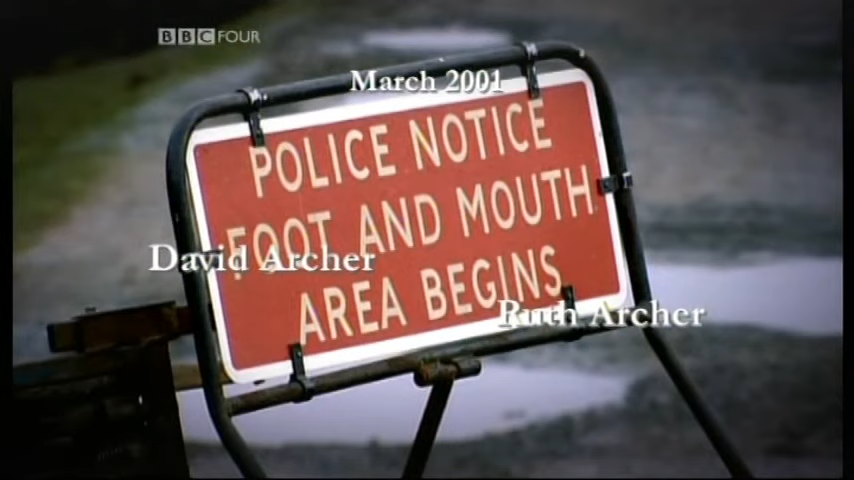 BBC FOUR
March 2001
POLICE NOTICE
FOOT AND MOUTH
AREA BEGINS
David Archer
Ruth Archer